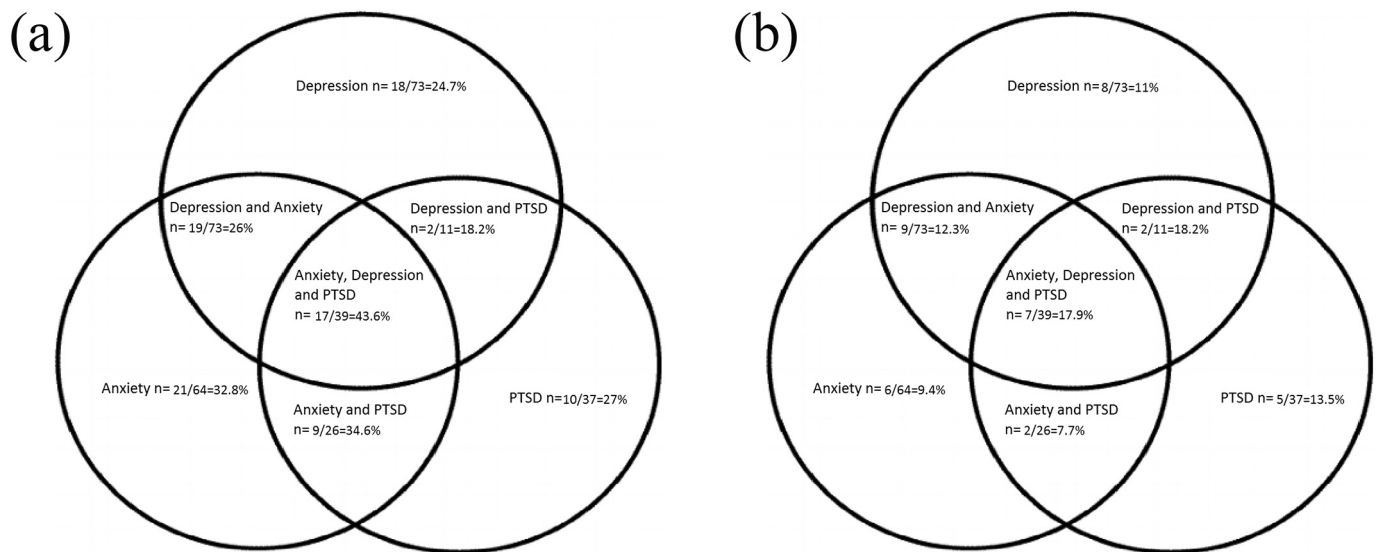 (a)
Depression n= 18/73=24.7%
Depression and Anxiety
n= 19/73=26%
Depression and PTSD
n=2/11=18.2%
Anxiety, Depression
and PTSD
n= 17/39=43.6%
Anxiety n= 21/64=32.8%
PTSD n=10/37=27%
Anxiety and PTSD
n= 9/26=34.6%
(b)
Depression n=8/73=11%
Depression and Anxiety
n= 9/73=12.3%
Depression and PTSD
n= 2/11=18.2%
Anxiety, Depression
and PTSD
n= 7/39=17.9%
Anxiety n= 6/64=9.4%
PTSD n= 5/37=13.5%
Anxiety and PTSD
n= 2/26=7.7%